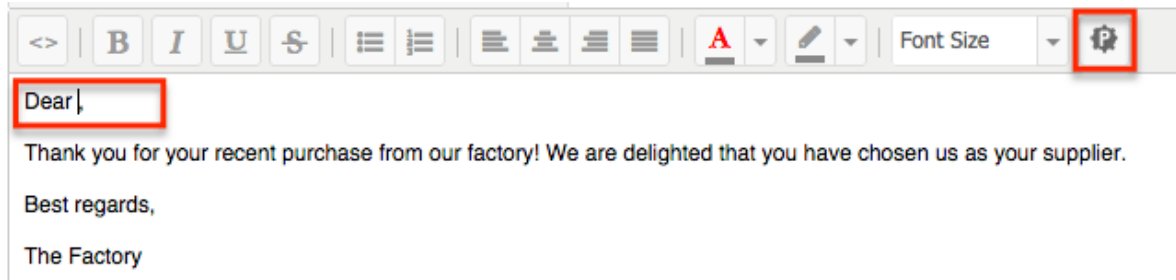 <> B I U S A Font Size P
Dear ,
Thank you for your recent purchase from our factory! We are delighted that you have chosen us as your supplier.
Best regards,
The Factory